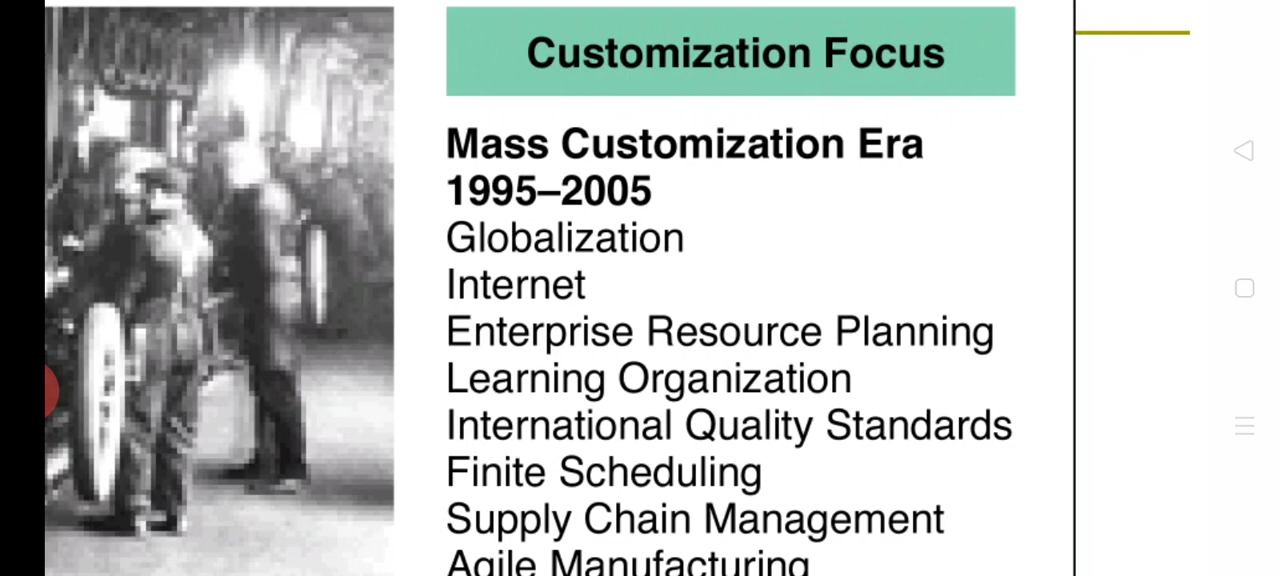 Customization Focus
Mass Customization Era
1995–2005
Globalization
Internet
Enterprise Resource Planning
Learning Organization
International Quality Standards
Finite Scheduling
Supply Chain Management
Agile Manufacturing